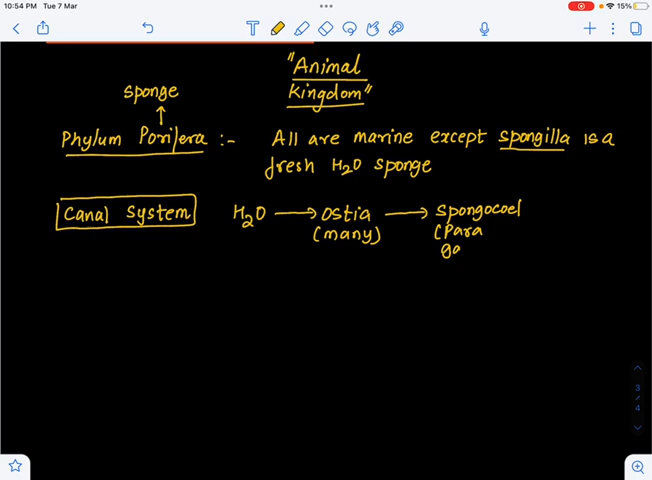 10:54 PM Tue 7 Mar
15%
"Animal
Kingdom"
Sponge
Phylum Porifera :- All are marine except spongilla is a
fresh H₂O sponge
Canal System H₂O → Ostia → Spongocoel
(many) (Para
go
3
/
4